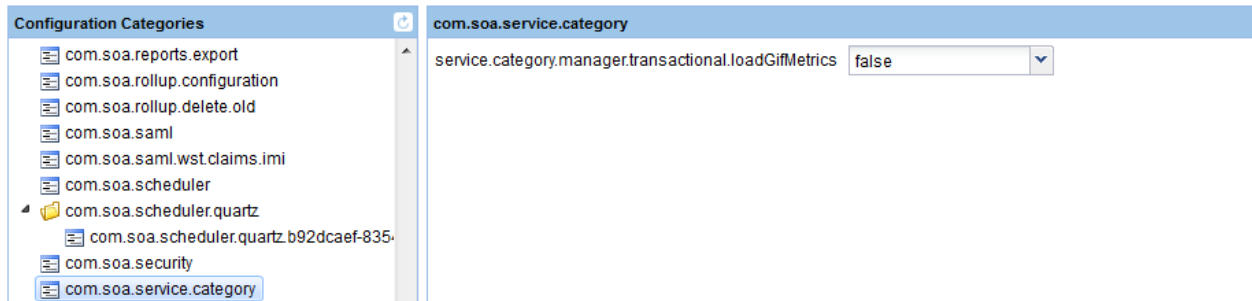 Configuration Categories
com.soa.reports.export
com.soa.rollup.configuration
com.soa.rollup.delete.old
com.soa.saml
com.soa.saml.wst.claims.imi
com.soa.scheduler
com.soa.scheduler.quartz
com.soa.scheduler.quartz.b92dcaef-835
com.soa.security
com.soa.service.category
com.soa.service.category
service.category.manager.transactional.loadGifMetrics false